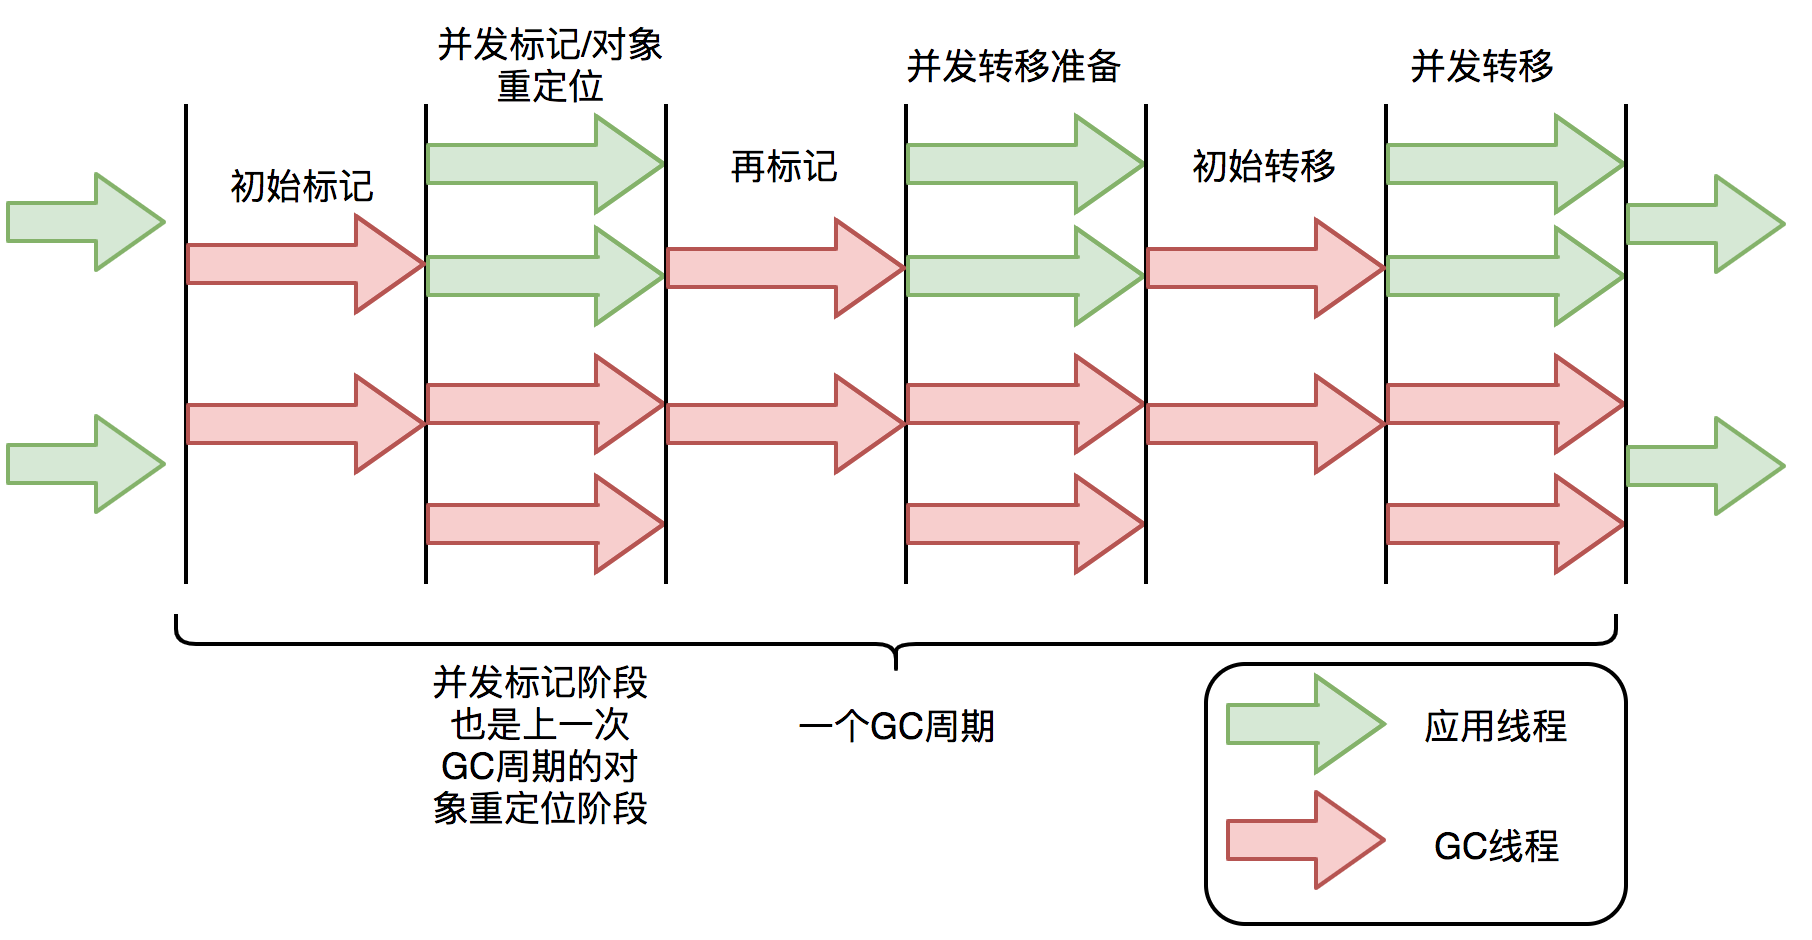 并发标记/对象
重定位
并发转移准备
并发转移
初始标记
再标记
初始转移
并发标记阶段
也是上一次
GC周期的对
象重定位阶段
一个GC周期
应用线程
GC线程